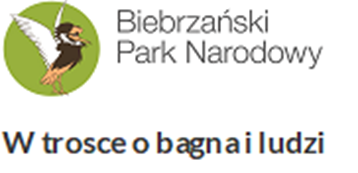 Biebrzański
Park Narodowy
W trosce o bagna i ludzi